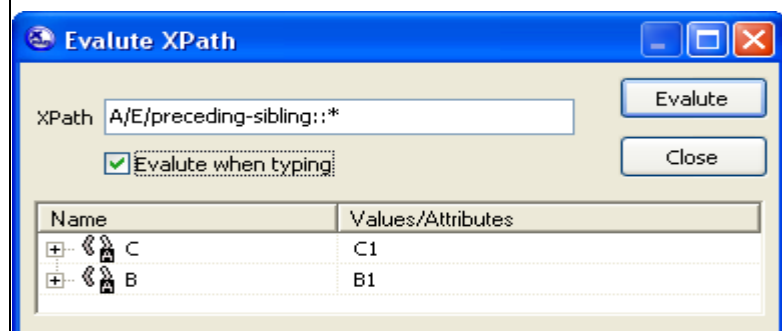 Evalute XPath
XPath A/E/preceding-sibling::* Evalute
Evalute when typing Close
Name Values/Attributes
C C1
B B1